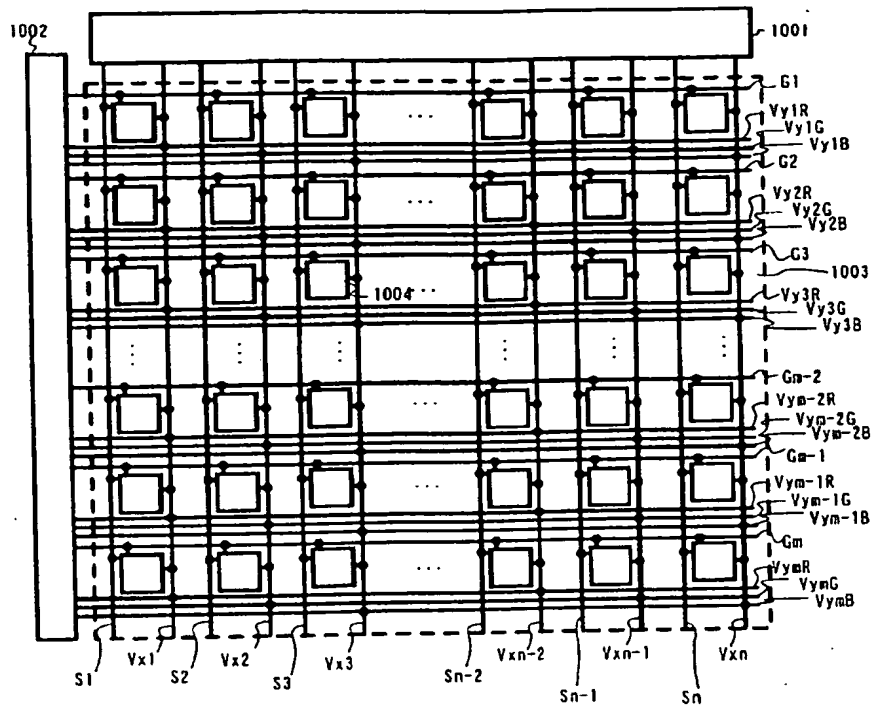 1002
1001
G1
Vy1R
Vy1G
Vy1B
G2
Vy2R
Vy2G
Vy2B
G3
1003
1004
Vy3R
Vy3G
Vy3B
Gm-2
Vym-2R
Vym-2G
Vym-2B
Gm-1
Vym-1R
Vym-1G
Vym-1B
Gm
VymR
VymG
VymB
S1
Vx1
S2
Vx2
S3
Vx3
Sn-2
Vxn-2
Sn-1
Vxn-1
Sn
Vxn